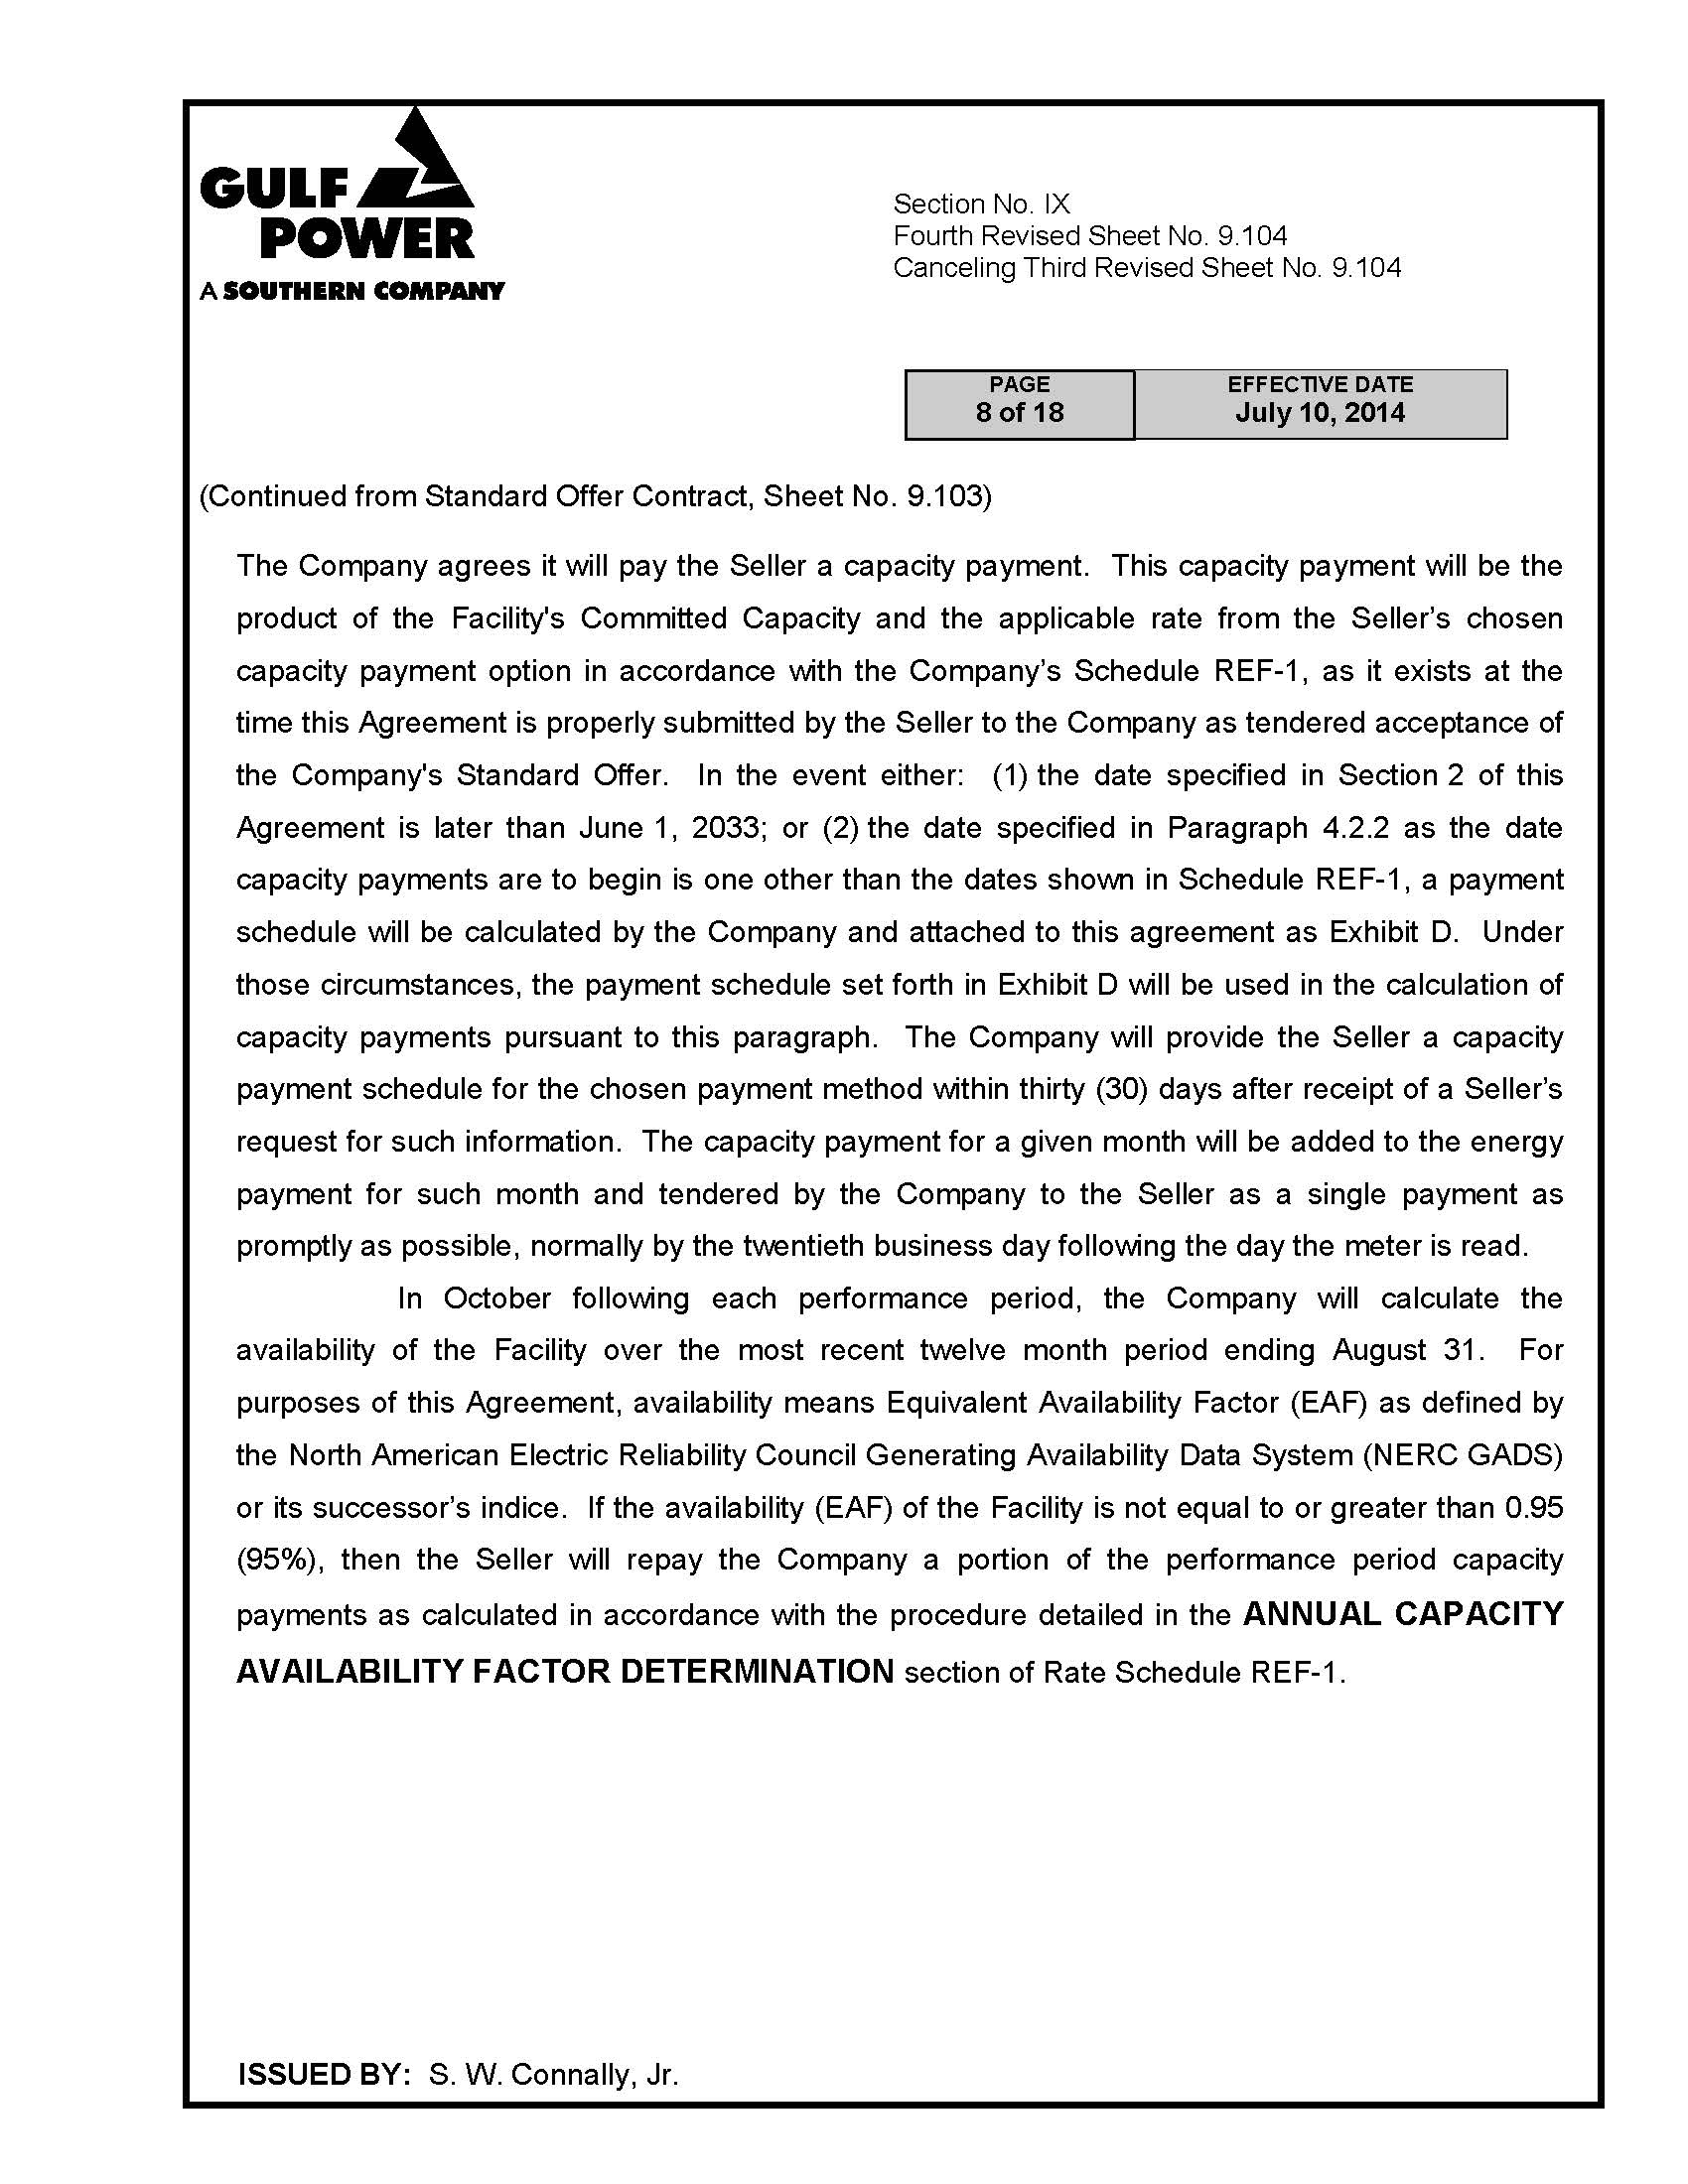 GULF
POWER
A SOUTHERN COMPANY
Section No. IX
Fourth Revised Sheet No. 9.104
Canceling Third Revised Sheet No. 9.104
PAGE
8 of 18
EFFECTIVE DATE
July 10, 2014
(Continued from Standard Offer Contract, Sheet No. 9.103)
The Company agrees it will pay the Seller a capacity payment.  This capacity payment will be the
product of the Facility's Committed Capacity and the applicable rate from the Seller’s chosen
capacity payment option in accordance with the Company’s Schedule REF-1, as it exists at the
time this Agreement is properly submitted by the Seller to the Company as tendered acceptance of
the Company's Standard Offer.  In the event either:  (1) the date specified in Section 2 of this
Agreement is later than June 1, 2033; or (2) the date specified in Paragraph 4.2.2 as the date
capacity payments are to begin is one other than the dates shown in Schedule REF-1, a payment
schedule will be calculated by the Company and attached to this agreement as Exhibit D.  Under
those circumstances, the payment schedule set forth in Exhibit D will be used in the calculation of
capacity payments pursuant to this paragraph.  The Company will provide the Seller a capacity
payment schedule for the chosen payment method within thirty (30) days after receipt of a Seller’s
request for such information.  The capacity payment for a given month will be added to the energy
payment for such month and tendered by the Company to the Seller as a single payment as
promptly as possible, normally by the twentieth business day following the day the meter is read.
In October following each performance period, the Company will calculate the
availability of the Facility over the most recent twelve month period ending August 31.  For
purposes of this Agreement, availability means Equivalent Availability Factor (EAF) as defined by
the North American Electric Reliability Council Generating Availability Data System (NERC GADS)
or its successor’s indice.  If the availability (EAF) of the Facility is not equal to or greater than 0.95
(95%), then the Seller will repay the Company a portion of the performance period capacity
payments as calculated in accordance with the procedure detailed in the ANNUAL CAPACITY
AVAILABILITY FACTOR DETERMINATION section of Rate Schedule REF-1.
ISSUED BY:  S. W. Connally, Jr.